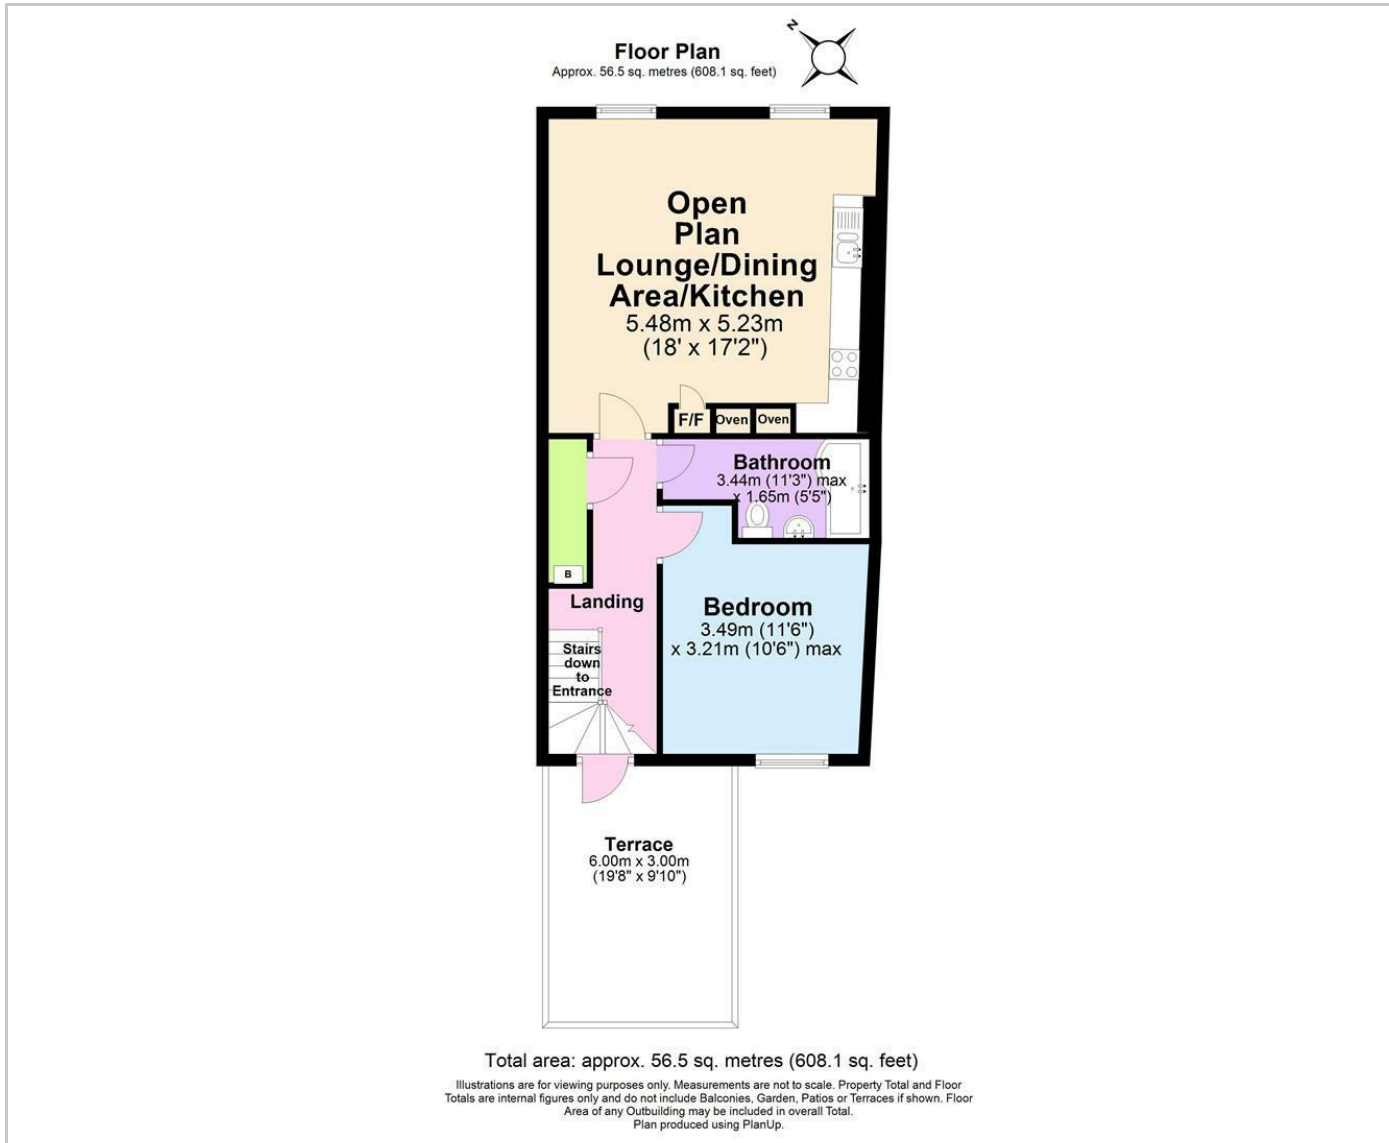 Floor Plan
Approx. 56.5 sq. metres (608.1 sq. feet)
N
Open
Plan
Lounge/Dining
Area/Kitchen
5.48m x 5.23m
(18' x 17'2")
F/F
Oven
Oven
Bathroom
3.44m (11'3") max
x 1.65m (5'5")
B
Landing
Bedroom
3.49m (11'6")
x 3.21m (10'6") max
Stairs
down
to
Entrance
Terrace
6.00m x 3.00m
(19'8" x 9'10")
Total area: approx. 56.5 sq. metres (608.1 sq. feet)
Illustrations are for viewing purposes only. Measurements are not to scale. Property Total and Floor
Totals are internal figures only and do not include Balconies, Garden, Patios or Terraces if shown. Floor
Area of any Outbuilding may be included in overall Total.
Plan produced using PlanUp.